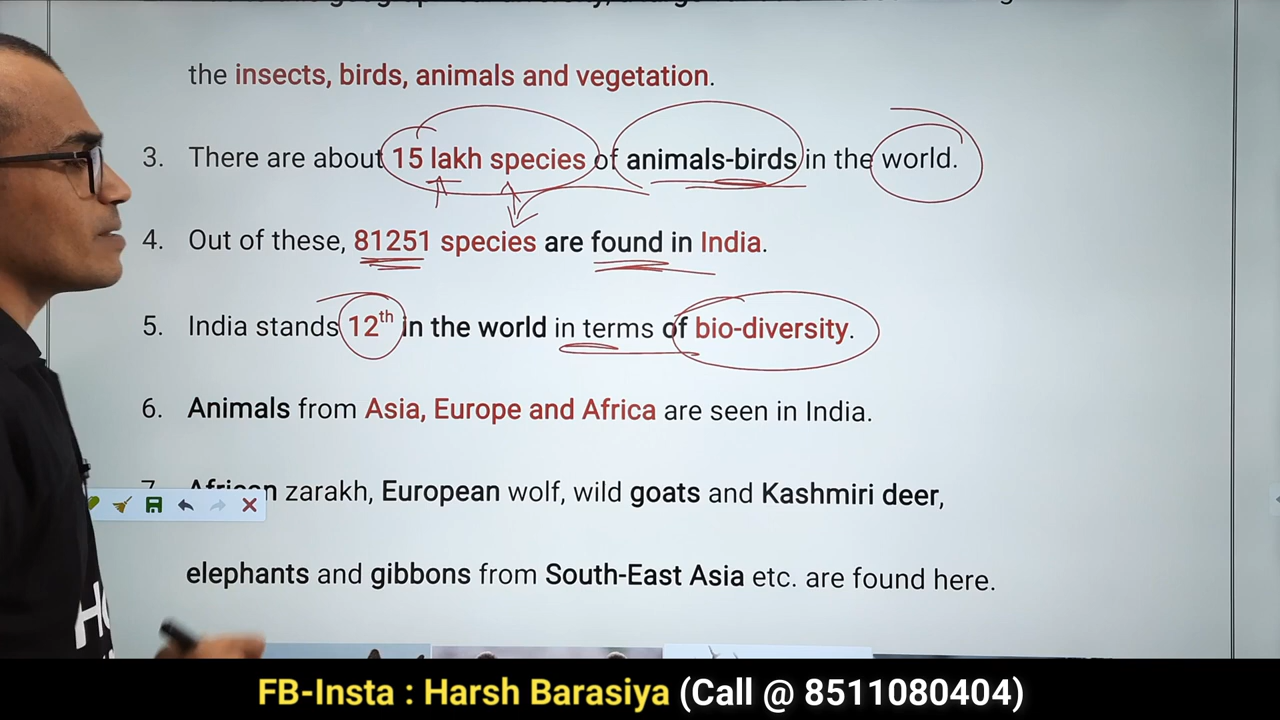 the insects, birds, animals and vegetation.
3. There are about 15 lakh species of animals-birds in the world.
4. Out of these, 81251 species are found in India.
5. India stands 12th in the world in terms of bio-diversity.
6. Animals from Asia, Europe and Africa are seen in India.
7. African zarakh, European wolf, wild goats and Kashmiri deer,
elephants and gibbons from South-East Asia etc. are found here.
FB-Insta : Harsh Barasiya (Call @ 8511080404)